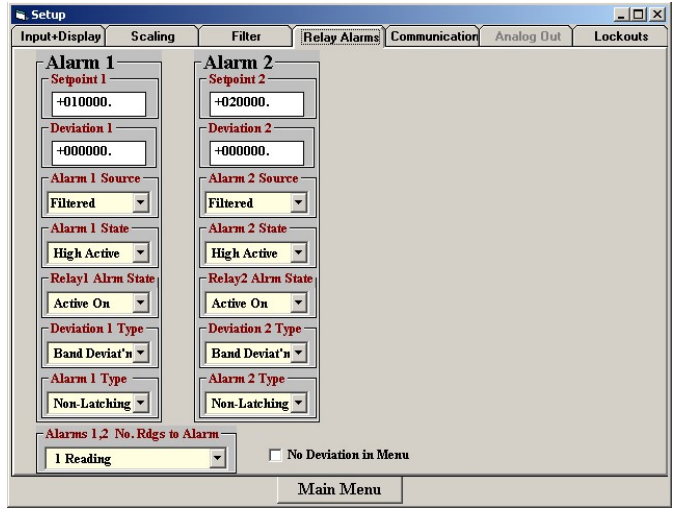 Setup
Input+Display Scaling Filter Relay Alarms Communication Analog Out Lockouts
Alarm 1 Alarm 2
Setpoint 1 Setpoint 2
+010000. +020000.
Deviation 1 Deviation 2
+000000. +000000.
Alarm 1 Source Alarm 2 Source
Filtered Filtered
Alarm 1 State Alarm 2 State
High Active High Active
Relay1 Alrm State Relay2 Alrm State
Active On Active On
Deviation 1 Type Deviation 2 Type
Band Deviat'n Band Deviat'n
Alarm 1 Type Alarm 2 Type
Non-Latching Non-Latching
Alarms 1,2 No. Rdgs to Alarm
1 Reading No Deviation in Menu
Main Menu